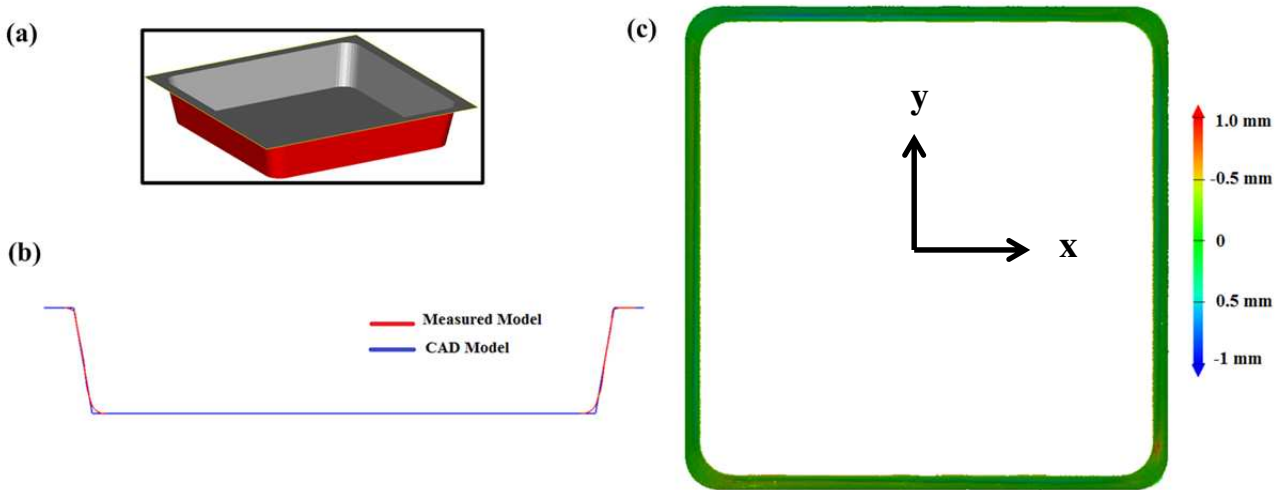 (a)
(b)
Measured Model
CAD Model
(c)
y
x
1.0 mm
-0.5 mm
0
0.5 mm
-1 mm